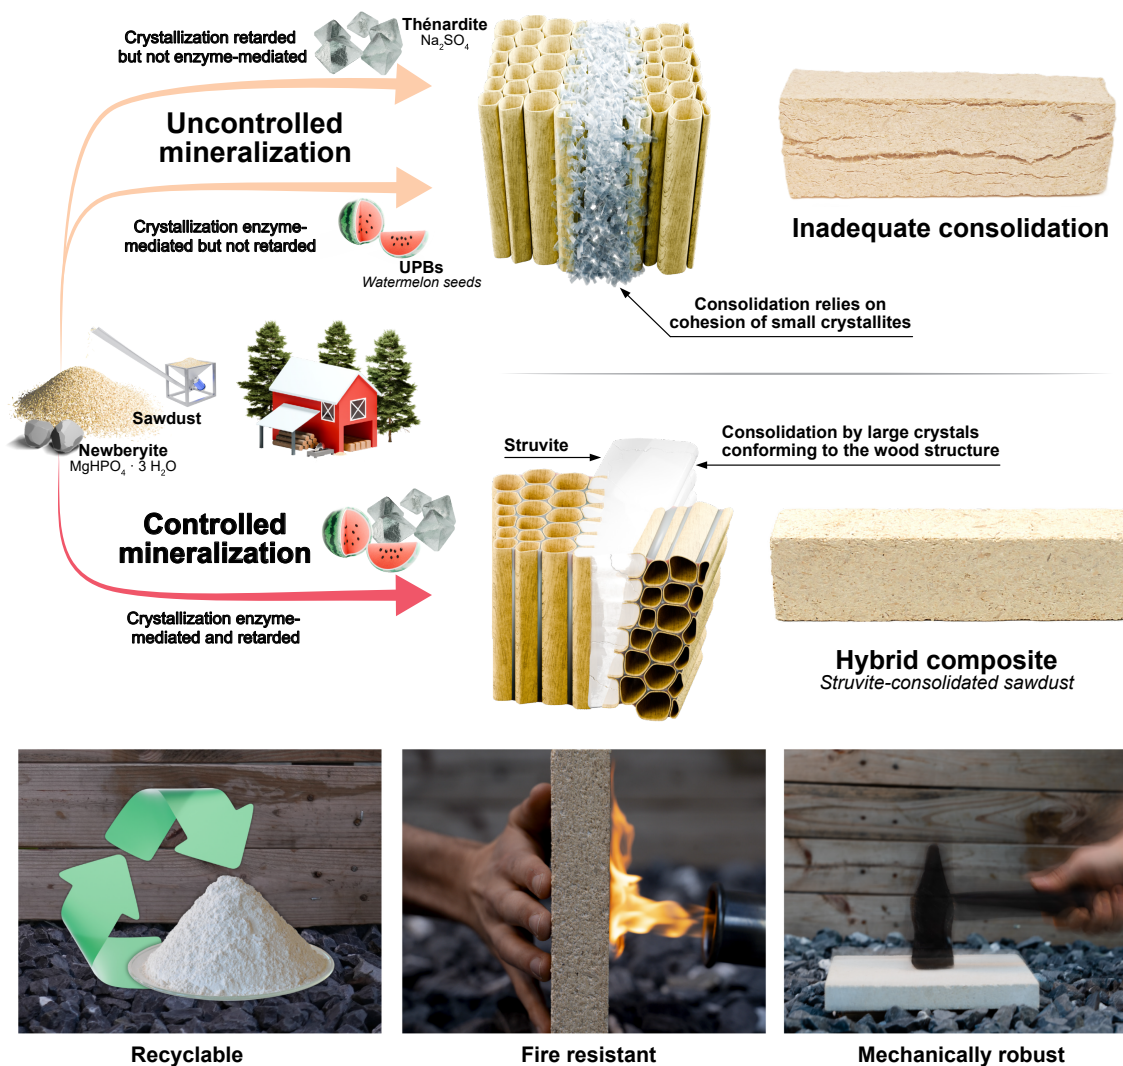 Crystallization retarded
but not enzyme-mediated
Thénardite
Na₂SO₄
Uncontrolled
mineralization
Crystallization enzyme-
mediated but not retarded
UPBs
Watermelon seeds
Inadequate consolidation
Consolidation relies on
cohesion of small crystallites
Sawdust
Newberyite
MgHPO₄ · 3 H₂O
Struvite
Consolidation by large crystals
conforming to the wood structure
Controlled
mineralization
Crystallization enzyme-
mediated and retarded
Hybrid composite
Struvite-consolidated sawdust
Recyclable
Fire resistant
Mechanically robust